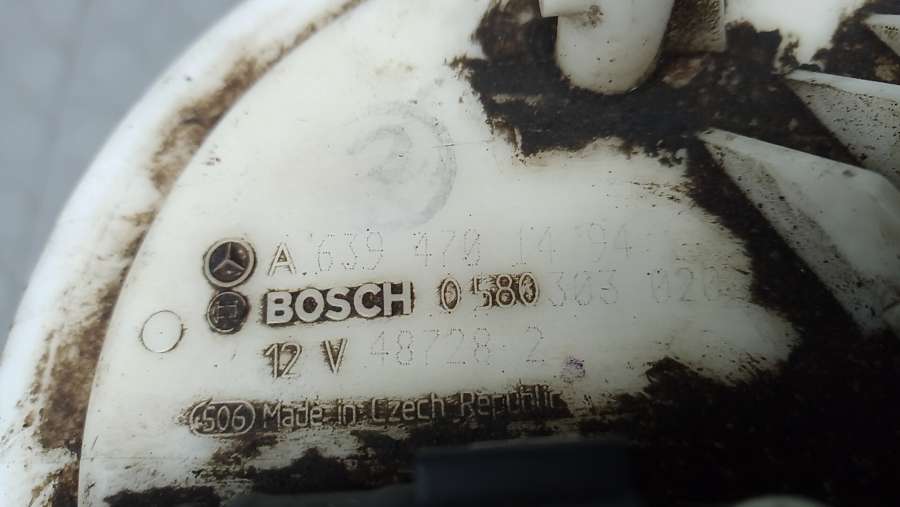 A 639 470 14 94
BOSCH 0 580 303 020
12 V 48728 2
506 Made in Czech Republic